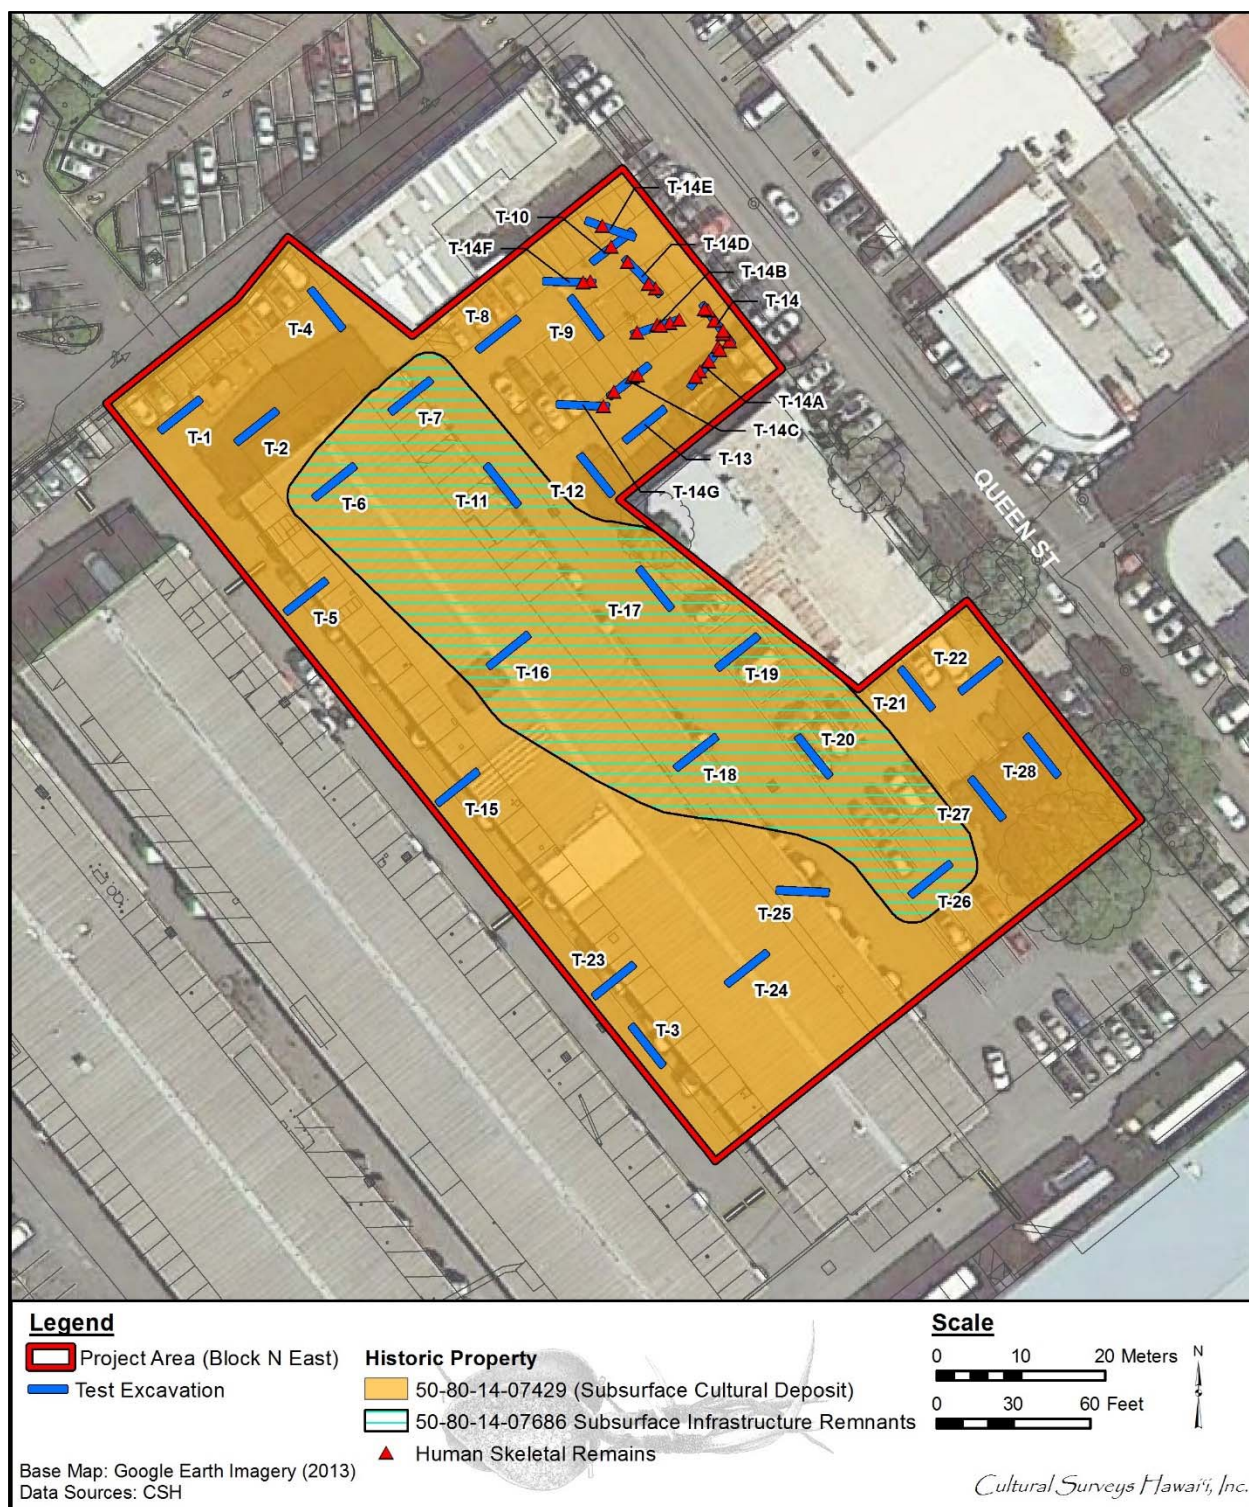 T-14E
T-10
T-14F
T-14D
T-14B
T-14
T-8
T-9
T-4
T-1
T-2
T-7
T-14A
T-14C
T-13
T-12
T-14G
T-11
T-6
QUEEN ST
T-5
T-17
T-16
T-19
T-22
T-21
T-20
T-18
T-28
T-27
T-15
T-26
T-25
T-23
T-24
T-3
Legend
Project Area (Block N East)
Test Excavation
Historic Property
50-80-14-07429 (Subsurface Cultural Deposit)
50-80-14-07686 Subsurface Infrastructure Remnants
Human Skeletal Remains
Scale
0 10 20 Meters
0 30 60 Feet
N
Base Map: Google Earth Imagery (2013)
Data Sources: CSH
Cultural Surveys Hawai‘i, Inc.